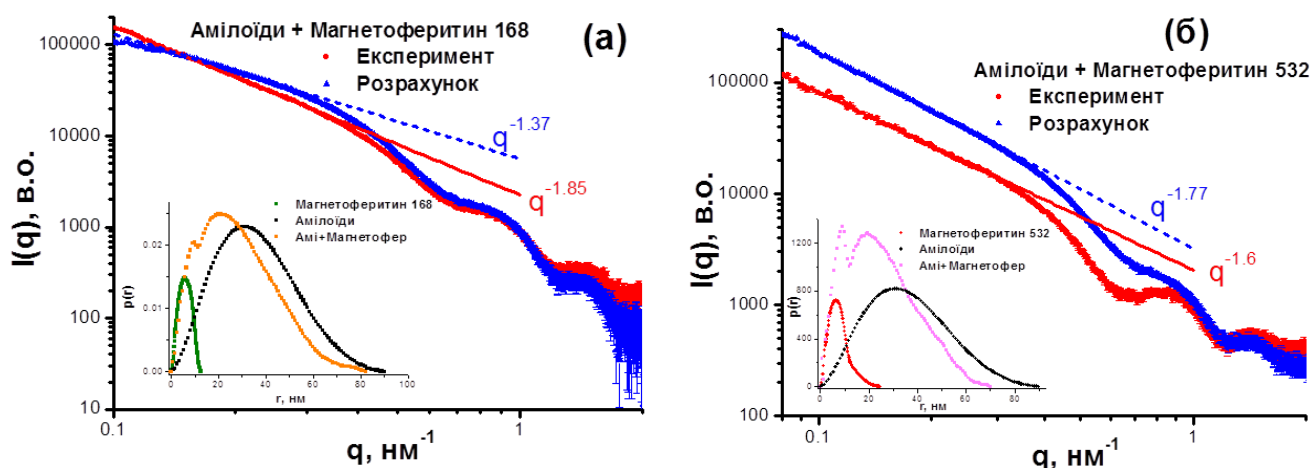 Амілоїди + Магнетоферитин 168
(а)
Експеримент
Розрахунок
I(q), в.о.
100000
10000
1000
100
10
q^-1.37
q^-1.85
Магнетоферитин 168
Амілоїди
Амі+Магнетофер
p(r)
0.02
0.01
0.00
0 20 40 60 80 100
r, нм
0.1 1
q, нм^-1
(б)
Амілоїди + Магнетоферитин 532
Експеримент
Розрахунок
I(q), в.о.
100000
10000
1000
100
q^-1.77
q^-1.6
Магнетоферитин 532
Амілоїди
Амі+Магнетофер
p(r)
1200
800
400
0
0 20 40 60 80
r, нм
0.1 1
q, нм^-1